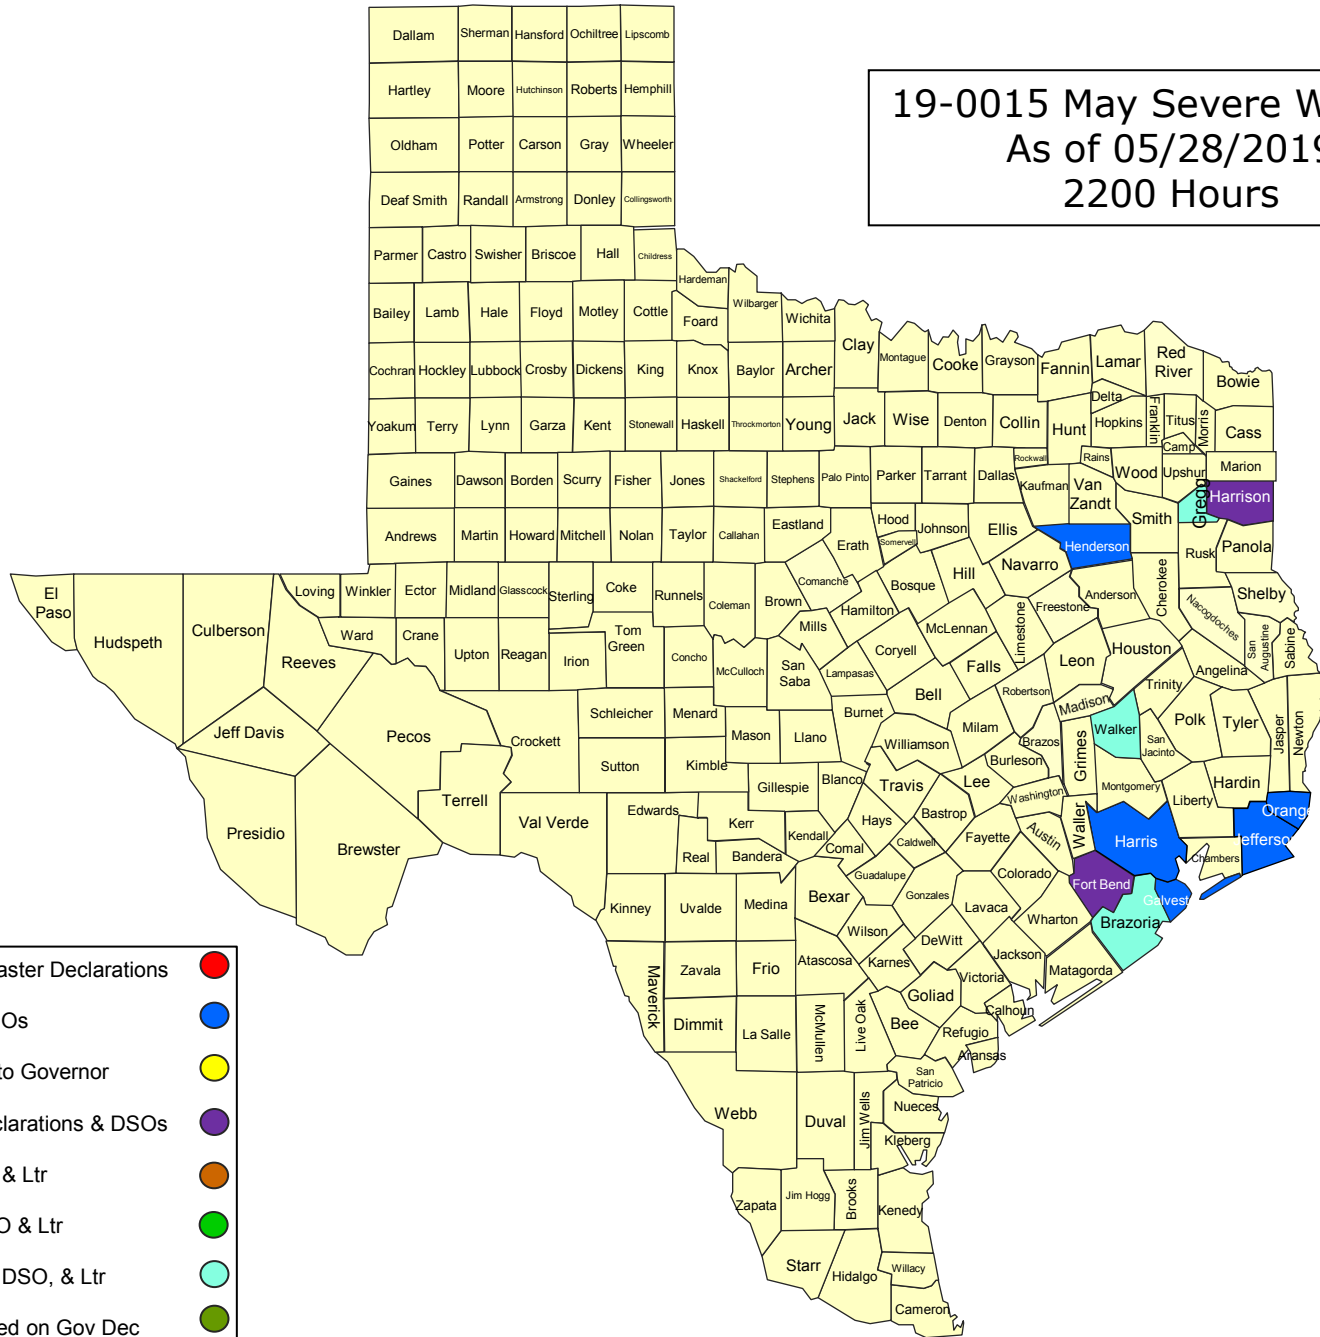 Dallam Sherman Hansford Ochiltree Lipscomb
Hartley Moore Hutchinson Roberts Hemphill
19-0015 May Severe W
As of 05/28/2019
2200 Hours
Oldham Potter Carson Gray Wheeler
Deaf Smith Randall Armstrong Donley Collingsworth
Parmer Castro Swisher Briscoe Hall Childress
Hardeman
Bailey Lamb Hale Floyd Motley Cottle Foard Wilbarger Wichita
Clay Montague Cooke Grayson Fannin Lamar Red River Bowie
Cochran Hockley Lubbock Crosby Dickens King Knox Baylor Archer
Delta
Yoakum Terry Lynn Garza Kent Stonewall Haskell Throckmorton Young Jack Wise Denton Collin Hunt Hopkins Franklin Titus Morris Cass
Camp
Rockwall Rains Wood Upshur Marion
Gaines Dawson Borden Scurry Fisher Jones Shackelford Stephens Palo Pinto Parker Tarrant Dallas Kaufman Van Zandt Gregg Harrison
Andrews Martin Howard Mitchell Nolan Taylor Callahan Eastland Erath Hood Somervell Johnson Ellis Henderson Smith Rusk Panola
El Paso Hudspeth Culberson Loving Winkler Ector Midland Glasscock Sterling Coke Runnels Coleman Brown Comanche Hamilton Bosque Hill Navarro Freestone Anderson Cherokee Nacogdoches Shelby
Reeves Ward Crane Upton Reagan Irion Tom Green Concho McCulloch San Saba Mills Lampasas Coryell McLennan Limestone Falls Leon Houston Angelina San Augustine Sabine
Jeff Davis Pecos Crockett Schleicher Menard Mason Llano Burnet Bell Milam Robertson Madison Trinity Walker San Jacinto Polk Tyler Jasper Newton
Sutton Kimble Gillespie Blanco Williamson Travis Lee Burleson Brazos Grimes Washington Montgomery Liberty Hardin Orange
Presidio Brewster Terrell Val Verde Edwards Kerr Real Bandera Kendall Comal Hays Caldwell Bastrop Fayette Austin Waller Harris Chambers Jefferso
Kinney Uvalde Medina Bexar Guadalupe Gonzales Lavaca Colorado Wharton Fort Bend Brazoria Galvest
Maverick Zavala Frio Atascosa Wilson Karnes DeWitt Jackson Matagorda
Dimmit La Salle McMullen Live Oak Bee Goliad Victoria Calhoun Refugio Aransas
Webb Duval Jim Wells San Patricio Nueces Kleberg
Zapata Jim Hogg Brooks Kenedy
Starr Hidalgo Willacy
Cameron
aster Declarations
Os
to Governor
clarations & DSOs
& Ltr
O & Ltr
DSO, & Ltr
ed on Gov Dec